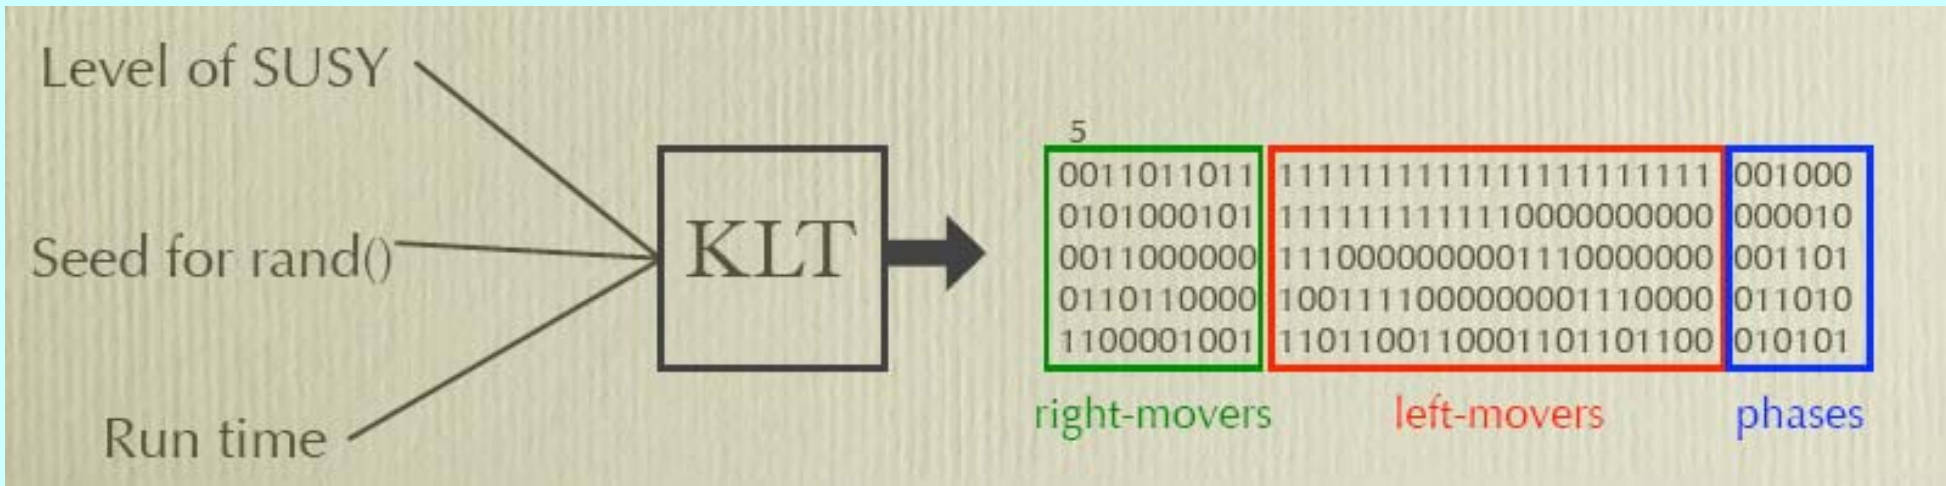 Level of SUSY
Seed for rand()
Run time
KLT
5
0011011011 1111111111111111111111 001000
0101000101 1111111111110000000000 000010
0011000000 1110000000001110000000 001101
0110110000 1001111000000001110000 011010
1100001001 1101100110001101101100 010101
right-movers left-movers phases